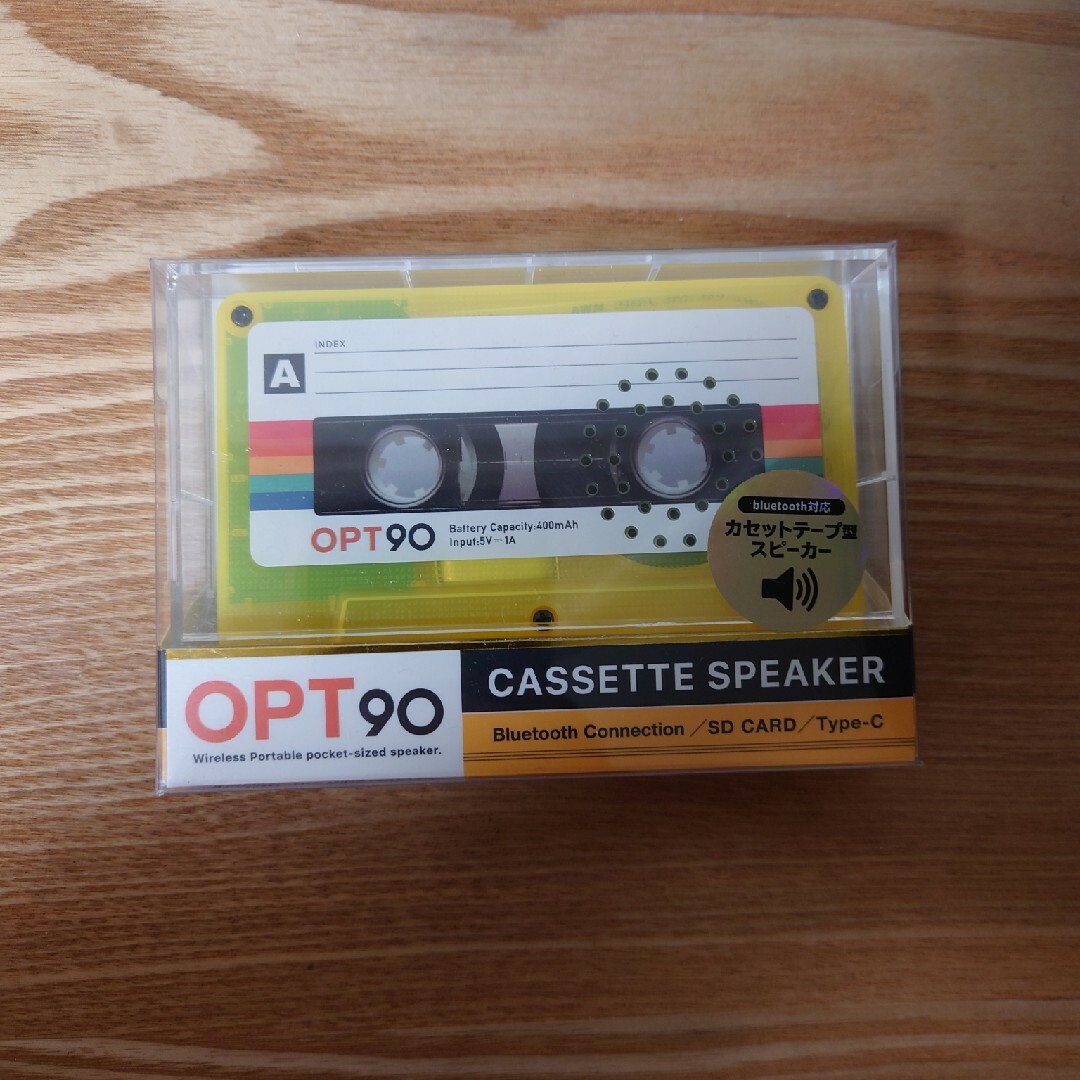 INDEX
A
OPT90
Battery Capacity:400mAh
Input:5V⎓1A
bluetooth対応
カセットテープ型
スピーカー
OPT90
Wireless Portable pocket-sized speaker.
CASSETTE SPEAKER
Bluetooth Connection／SD CARD／Type-C